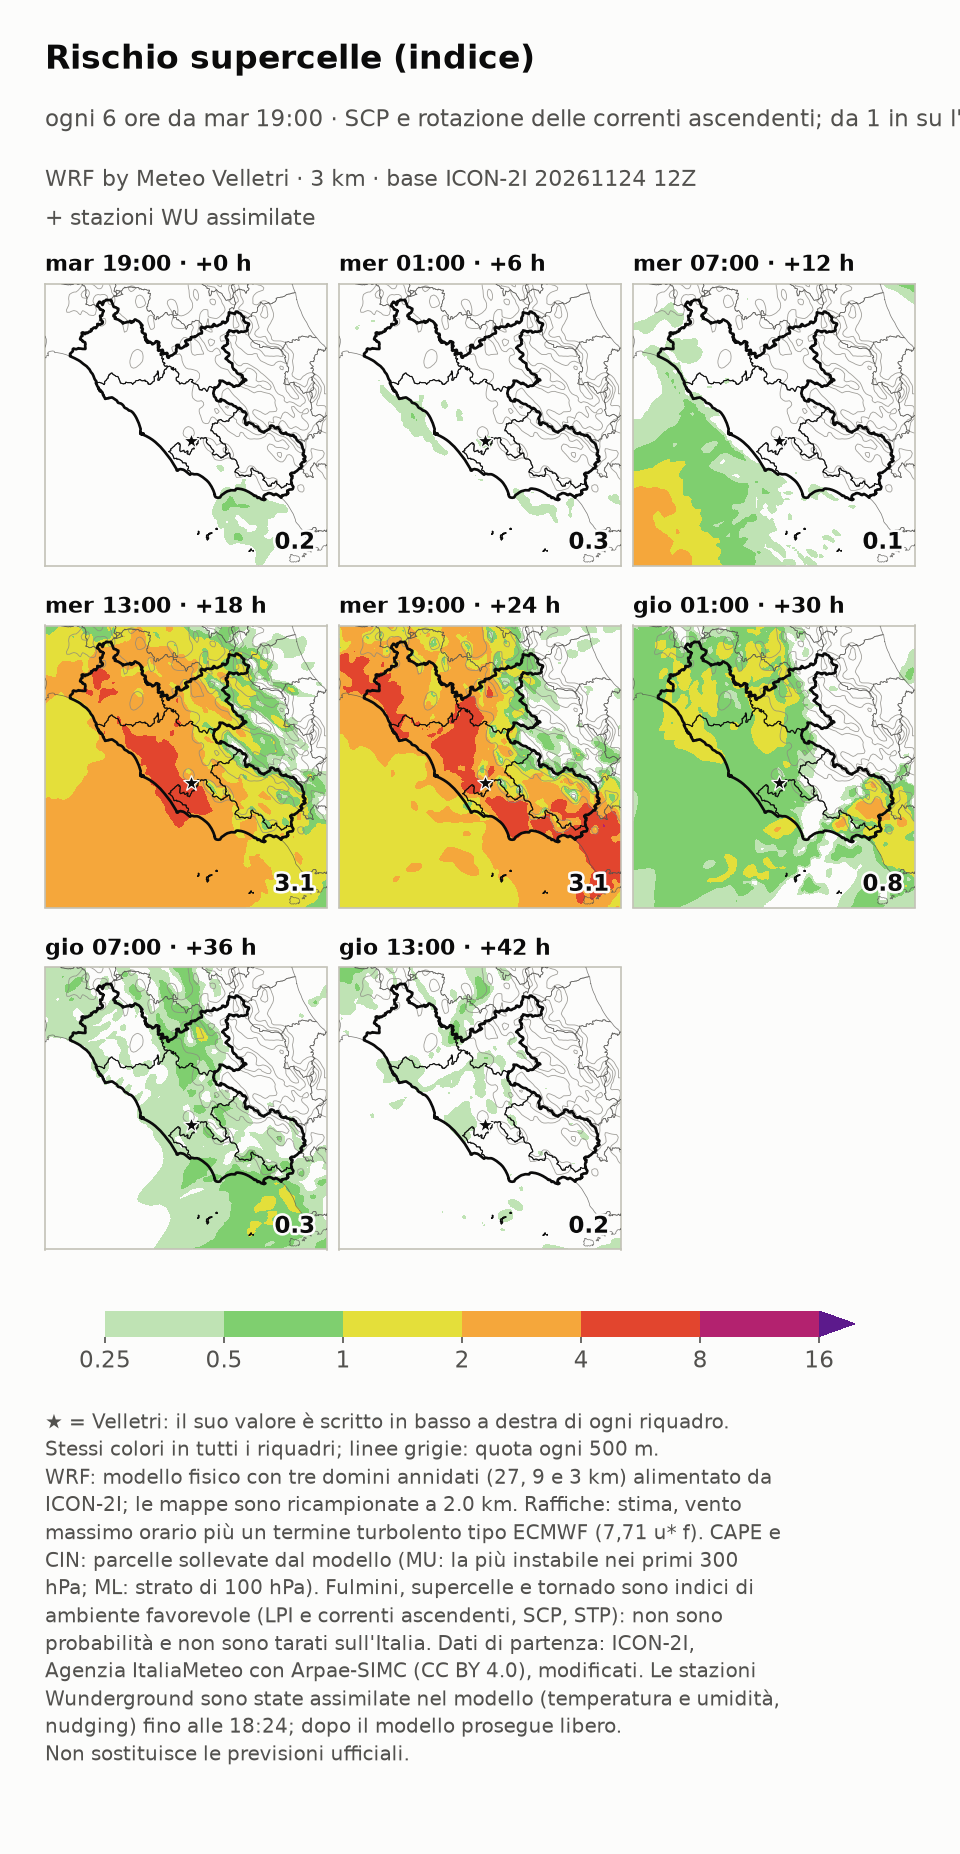 Rischio supercelle (indice)
ogni 6 ore da mar 19:00 · SCP e rotazione delle correnti ascendenti; da 1 in su l'
WRF by Meteo Velletri · 3 km · base ICON-2I 20261124 12Z
+ stazioni WU assimilate
mar 19:00 · +0 h
mer 01:00 · +6 h
mer 07:00 · +12 h
0.2
0.3
0.1
mer 13:00 · +18 h
mer 19:00 · +24 h
gio 01:00 · +30 h
3.1
3.1
0.8
gio 07:00 · +36 h
gio 13:00 · +42 h
0.3
0.2
0.25 0.5 1 2 4 8 16
★ = Velletri: il suo valore è scritto in basso a destra di ogni riquadro.
Stessi colori in tutti i riquadri; linee grigie: quota ogni 500 m.
WRF: modello fisico con tre domini annidati (27, 9 e 3 km) alimentato da
ICON-2I; le mappe sono ricampionate a 2.0 km. Raffiche: stima, vento
massimo orario più un termine turbolento tipo ECMWF (7,71 u* f). CAPE e
CIN: parcelle sollevate dal modello (MU: la più instabile nei primi 300
hPa; ML: strato di 100 hPa). Fulmini, supercelle e tornado sono indici di
ambiente favorevole (LPI e correnti ascendenti, SCP, STP): non sono
probabilità e non sono tarati sull'Italia. Dati di partenza: ICON-2I,
Agenzia ItaliaMeteo con Arpae-SIMC (CC BY 4.0), modificati. Le stazioni
Wunderground sono state assimilate nel modello (temperatura e umidità,
nudging) fino alle 18:24; dopo il modello prosegue libero.
Non sostituisce le previsioni ufficiali.